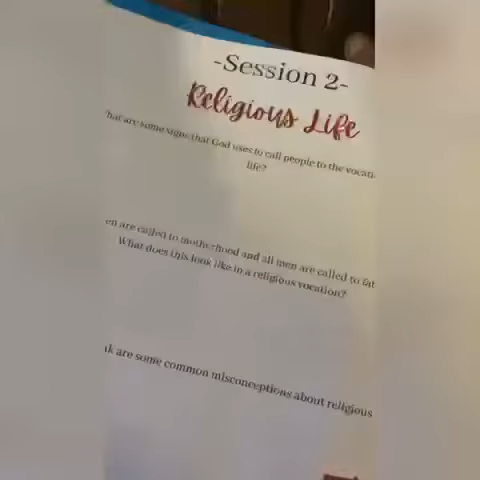 -Session 2-
Religious Life
hat are some signs that God uses to call people to the vocati
life?
en are called to motherhood and all men are called to fat
What does this look like in a religious vocation?
nk are some common misconceptions about religious